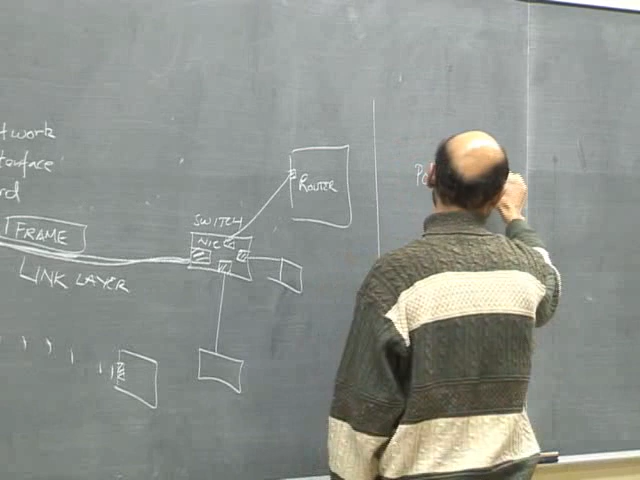 twork
terface
rd
FRAME
LINK LAYER
SWITCH
NIC
ROUTER